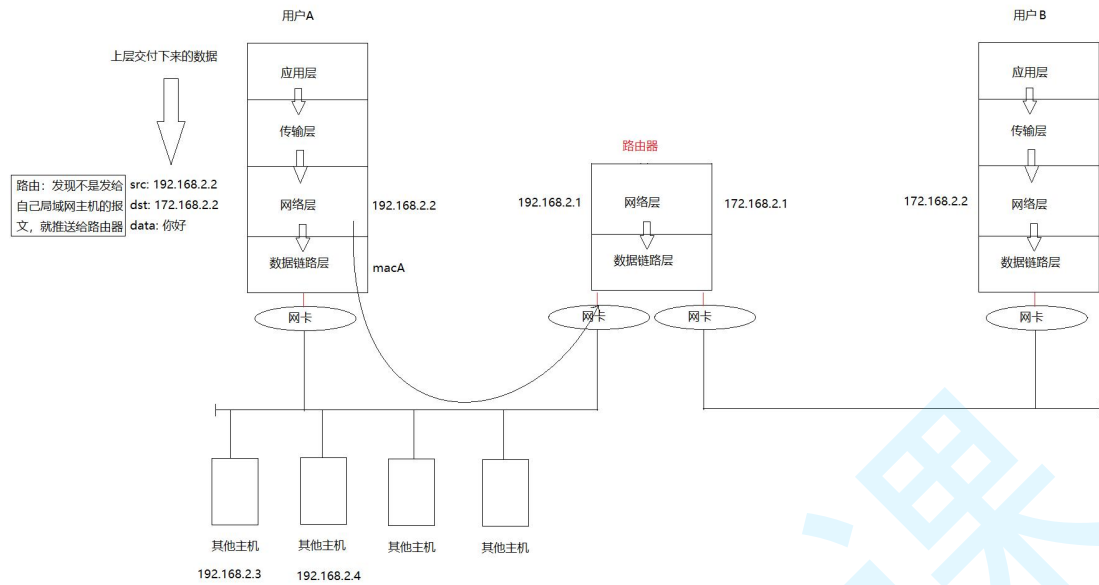 用户A
用户B
上层交付下来的数据
应用层
应用层
传输层
传输层
路由器
路由：发现不是发给
自己局域网主机的报
文，就推送给路由器
src: 192.168.2.2
dst: 172.168.2.2
data: 你好
网络层
192.168.2.2
192.168.2.1
网络层
172.168.2.1
172.168.2.2
网络层
数据链路层
macA
数据链路层
数据链路层
网卡
网卡
网卡
网卡
其他主机
其他主机
其他主机
其他主机
192.168.2.3
192.168.2.4
课